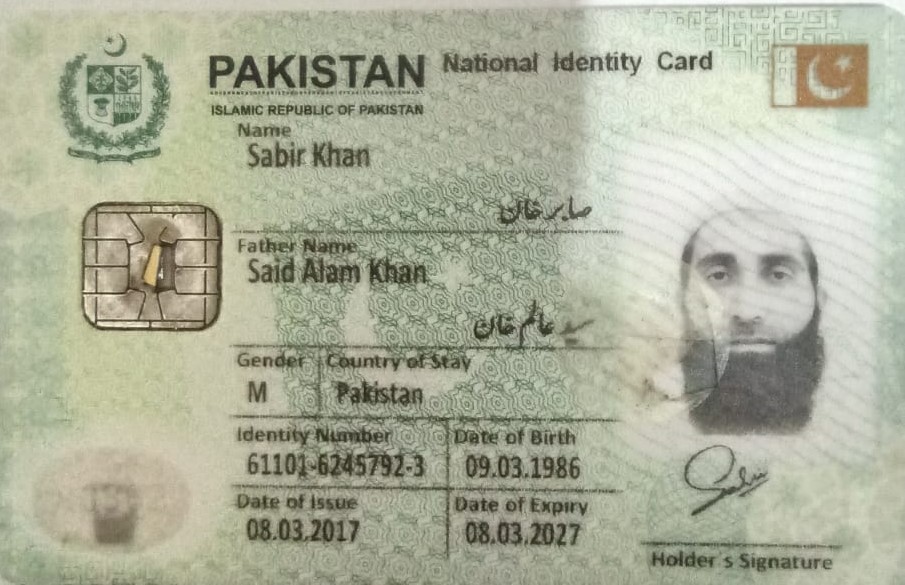 PAKISTAN National Identity Card
ISLAMIC REPUBLIC OF PAKISTAN
Name
Sabir Khan
صابر خان
Father Name
Said Alam Khan
سید عالم خان
Gender Country of Stay
M Pakistan
Identity Number Date of Birth
61101-6245792-3 09.03.1986
Date of Issue Date of Expiry
08.03.2017 08.03.2027
Holder's Signature